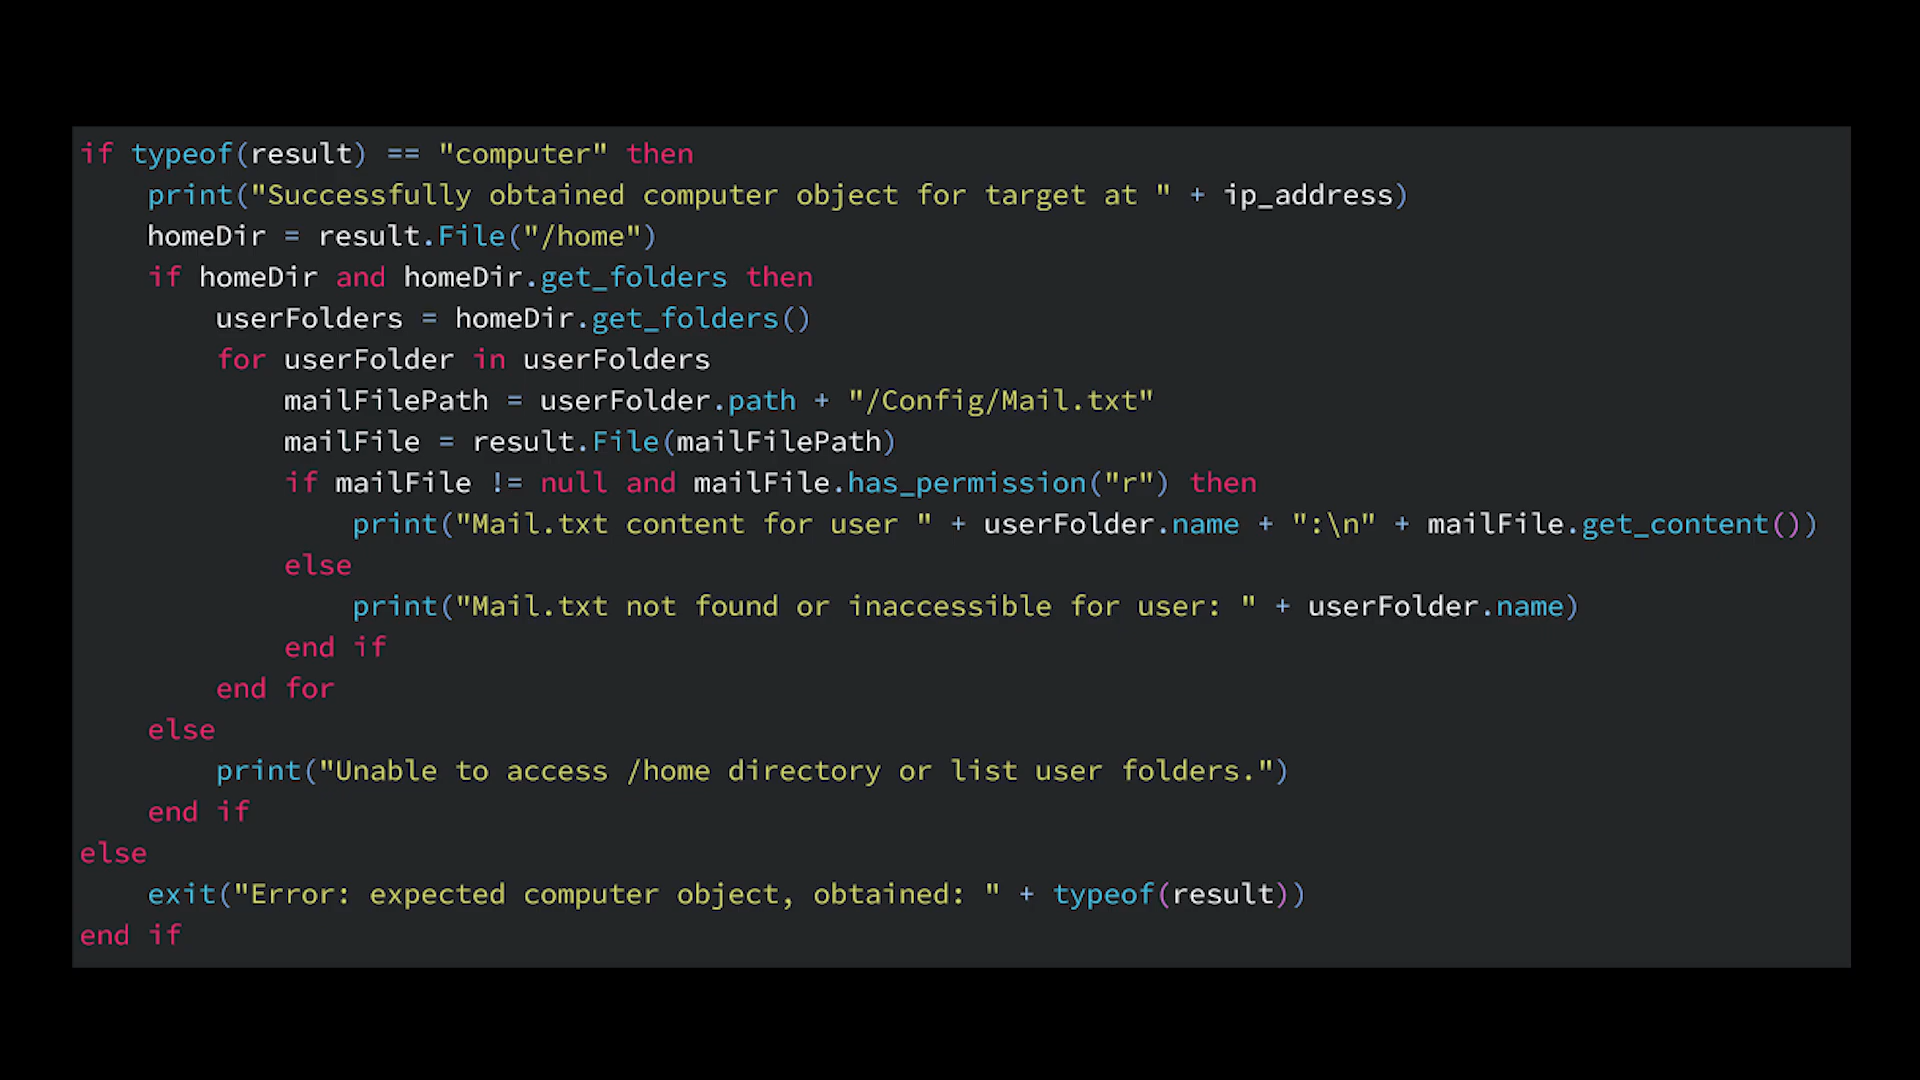 if typeof(result) == "computer" then
    print("Successfully obtained computer object for target at " + ip_address)
    homeDir = result.File("/home")
    if homeDir and homeDir.get_folders then
        userFolders = homeDir.get_folders()
        for userFolder in userFolders
            mailFilePath = userFolder.path + "/Config/Mail.txt"
            mailFile = result.File(mailFilePath)
            if mailFile != null and mailFile.has_permission("r") then
                print("Mail.txt content for user " + userFolder.name + ":\n" + mailFile.get_content())
            else
                print("Mail.txt not found or inaccessible for user: " + userFolder.name)
            end if
        end for
    else
        print("Unable to access /home directory or list user folders.")
    end if
else
    exit("Error: expected computer object, obtained: " + typeof(result))
end if